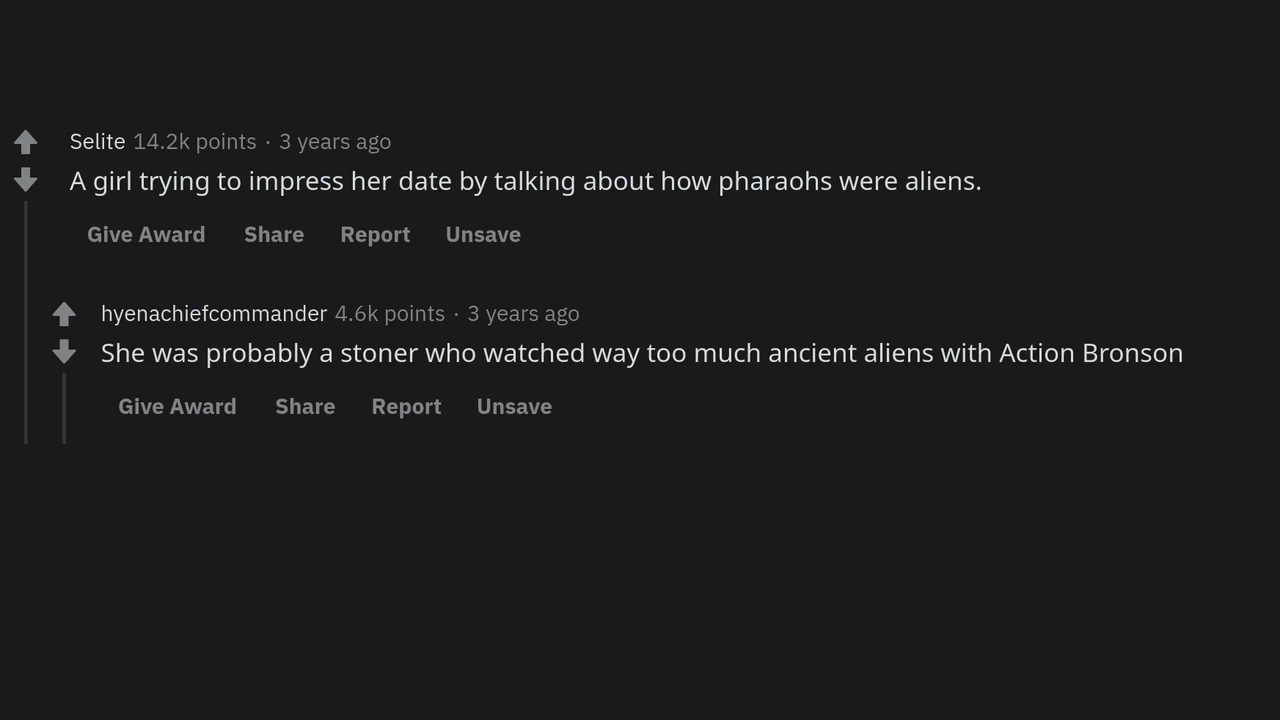 Selite 14.2k points · 3 years ago
A girl trying to impress her date by talking about how pharaohs were aliens.
Give Award Share Report Unsave
hyenachiefcommander 4.6k points · 3 years ago
She was probably a stoner who watched way too much ancient aliens with Action Bronson
Give Award Share Report Unsave